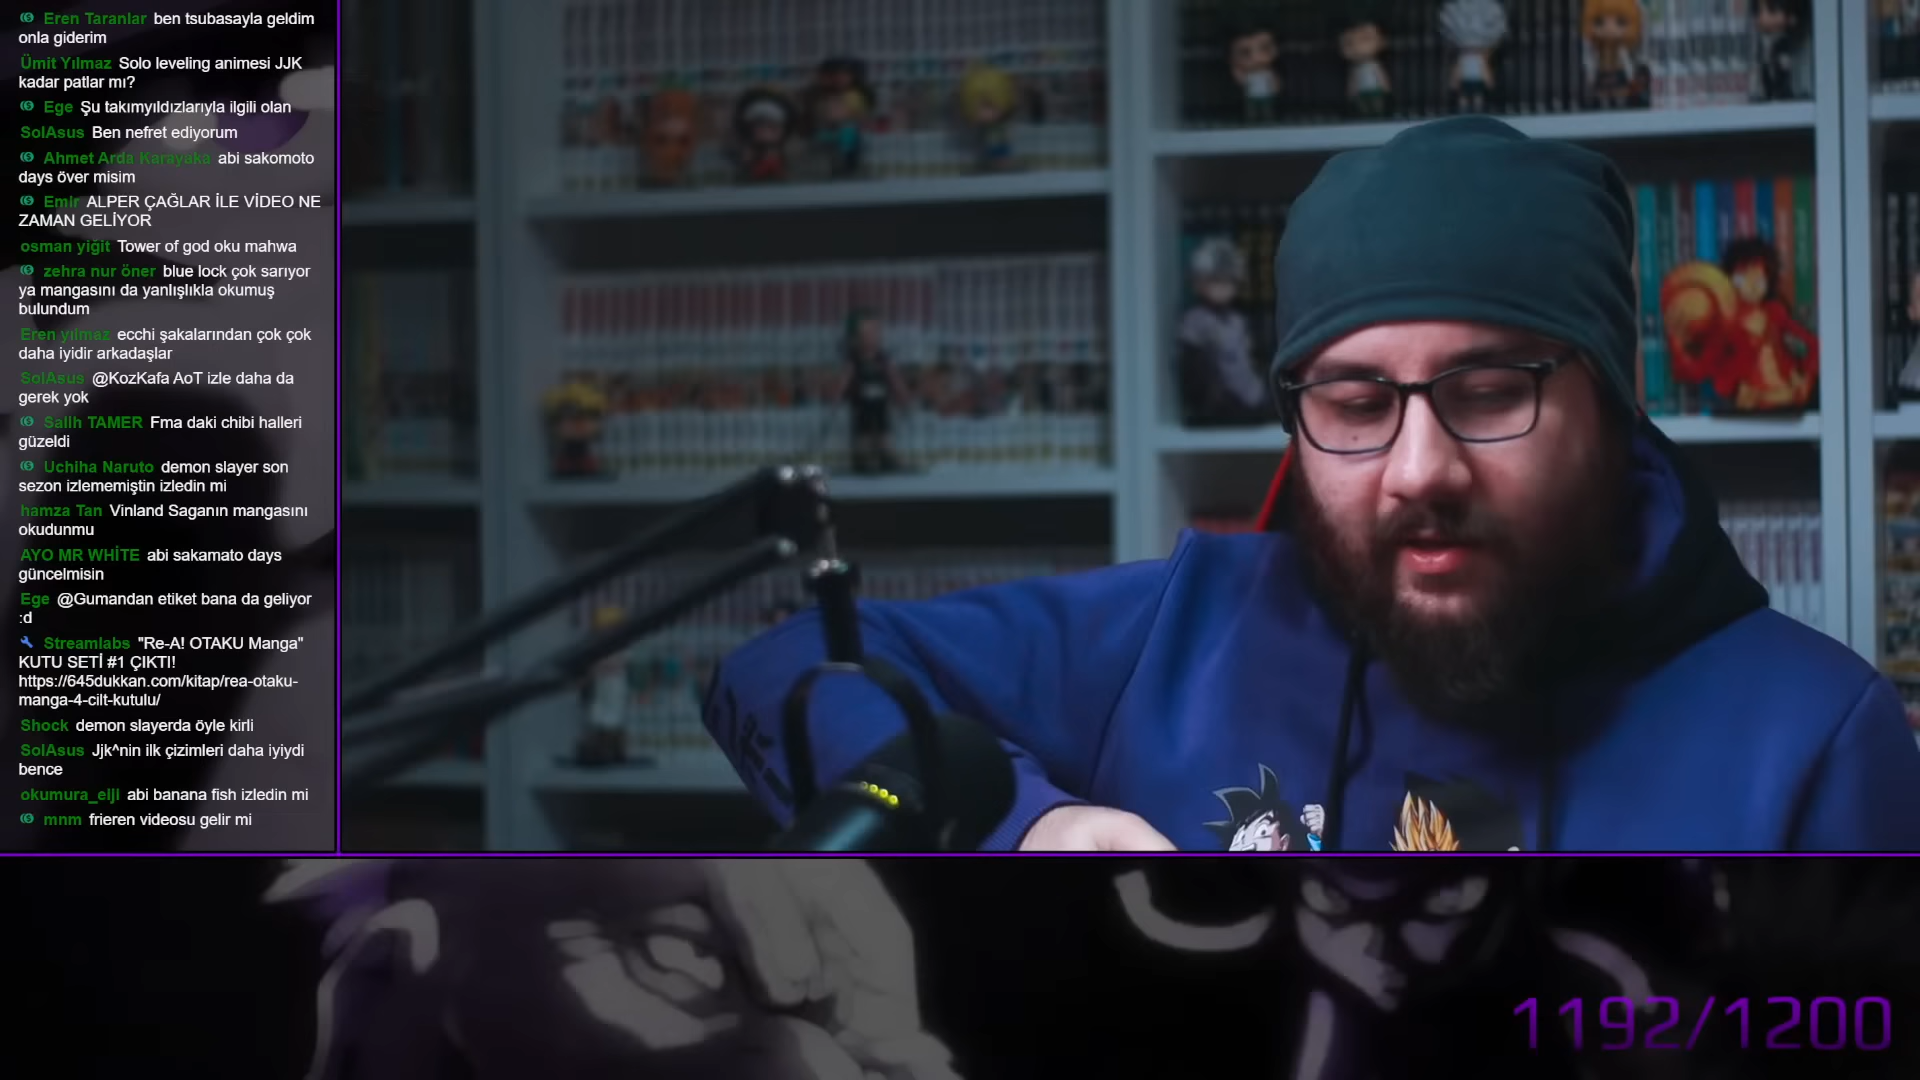 Eren Taranlar ben tsubasayla geldim
onla giderim
Ümit Yılmaz Solo leveling animesi JJK
kadar patlar mı?
Ege Şu takımyıldızlarıyla ilgili olan
SolAsus Ben nefret ediyorum
Ahmet Arda Karayaka abi sakomoto
days över misim
Emir ALPER ÇAĞLAR İLE VİDEO NE
ZAMAN GELİYOR
osman yiğit Tower of god oku mahwa
zehra nur öner blue lock çok sarıyor
ya mangasını da yanlışlıkla okumuş
bulundum
Eren yılmaz ecchi şakalarından çok çok
daha iyidir arkadaşlar
SolAsus @KozKafa AoT izle daha da
gerek yok
Salih TAMER Fma daki chibi halleri
güzeldi
Uchiha Naruto demon slayer son
sezon izlememiştin izledin mi
hamza Tan Vinland Saganın mangasını
okudunmu
AYO MR WHİTE abi sakamato days
güncelmisin
Ege @Gumandan etiket bana da geliyor
:d
Streamlabs "Re-A! OTAKU Manga"
KUTU SETİ #1 ÇIKTI!
https://645dukkan.com/kitap/rea-otaku-
manga-4-cilt-kutulu/
Shock demon slayerda öyle kirli
SolAsus Jjk^nin ilk çizimleri daha iyiydi
bence
okumura_eiji abi banana fish izledin mi
mnm frieren videosu gelir mi
1192/1200